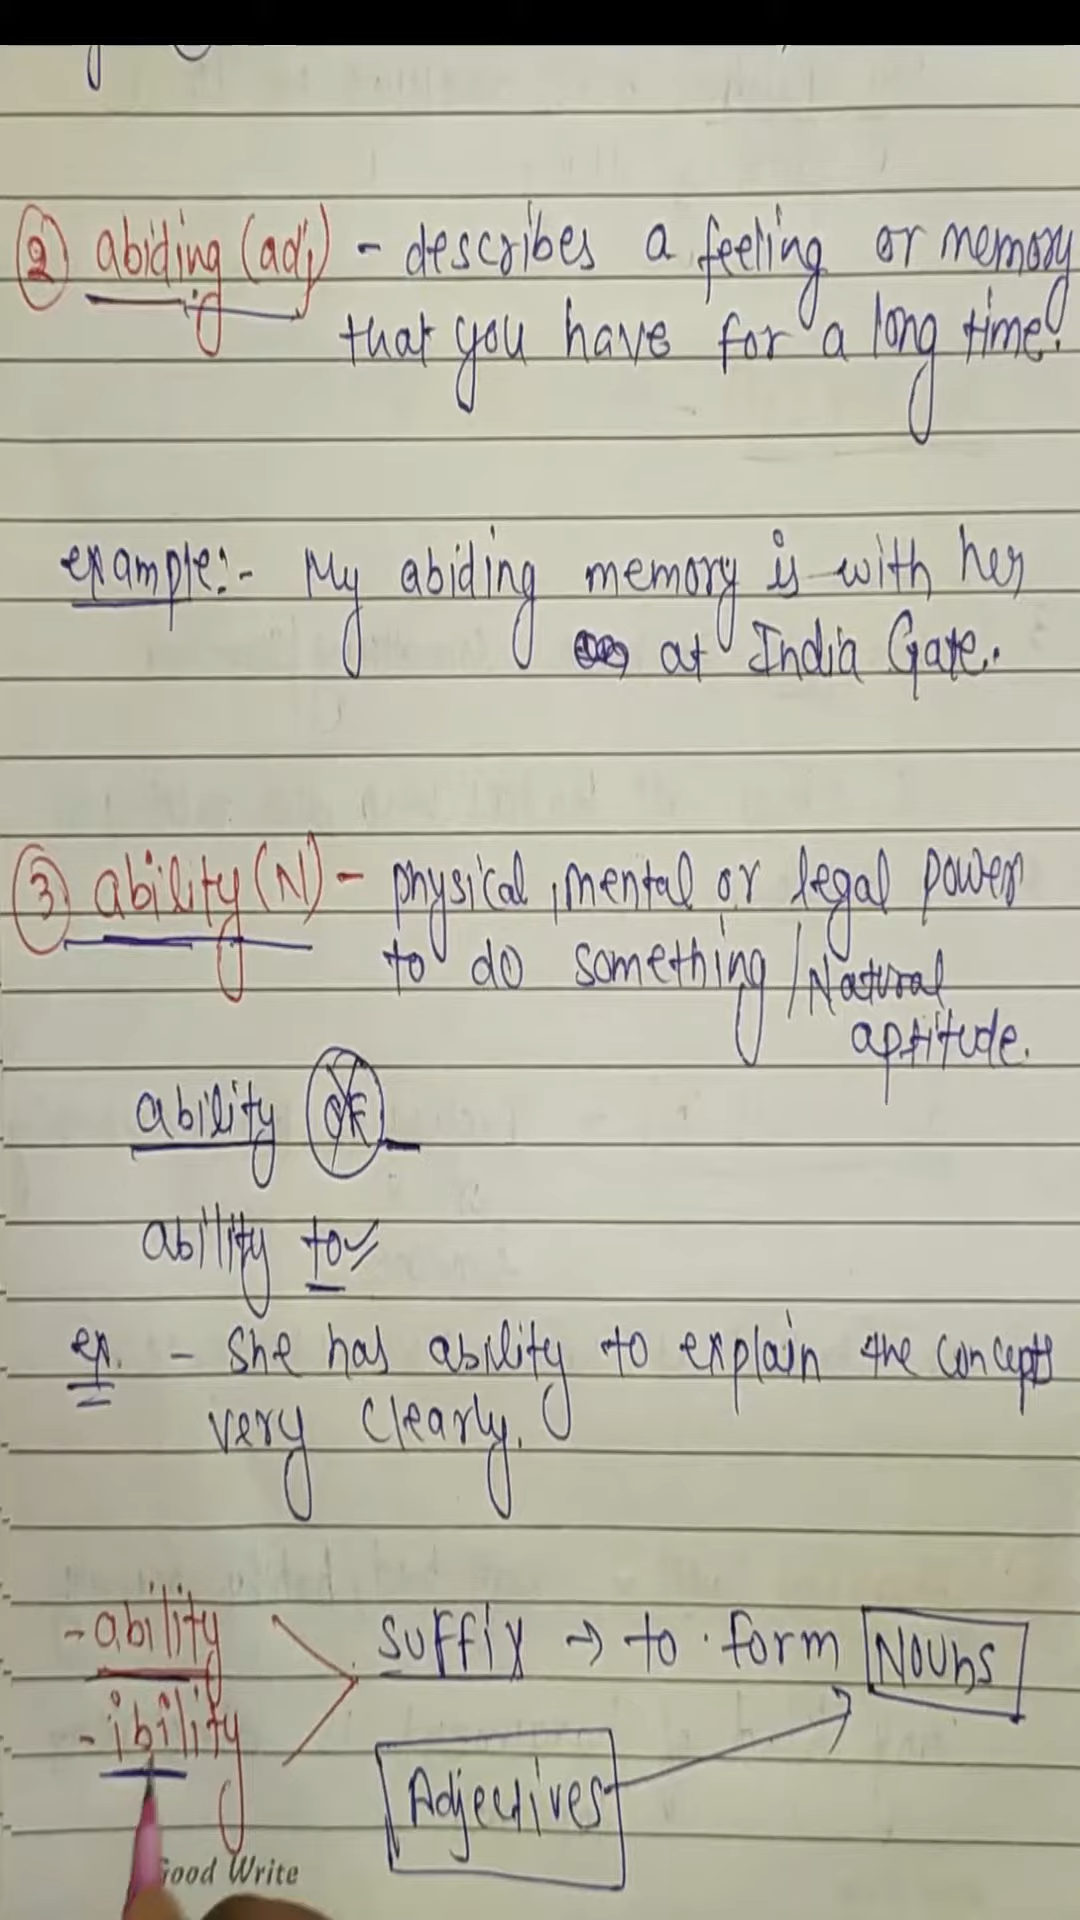 ② abiding (adj) - describes a feeling or memory
that you have for a long time.
example:- My abiding memory is with her
at India Gate.
③ ability (N) - physical, mental or legal power
to do something / Natural
aptitude.
ability of
ability to
ex. - She has ability to explain the concepts
very clearly.
-ability
suffix → to form Nouns
-ibility
Adjectives
Good Write